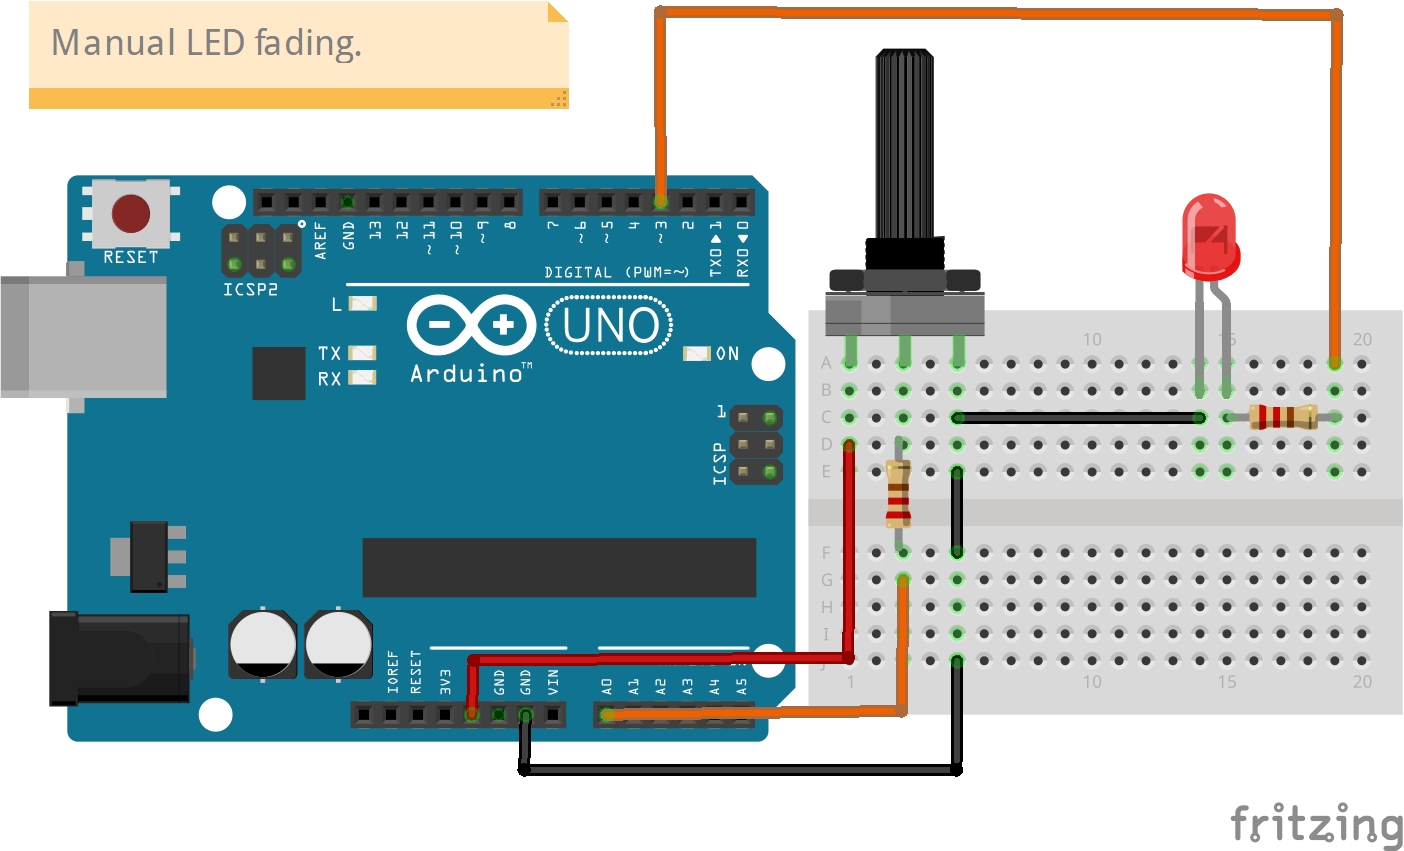 Manual LED fading.
RESET
ICSP2
AREF
GND
13
12
~11
~10
~9
8
7
~6
~5
4
~3
2
TX0▶1
RX0◀0
DIGITAL (PWM=~)
L
TX
RX
Arduino™
UNO
ON
1
ICSP
IOREF
RESET
3V3
GND
GND
VIN
A0
A1
A2
A3
A4
A5
10
15
20
A
B
C
D
E
F
G
H
I
J
1
10
15
20
fritzing